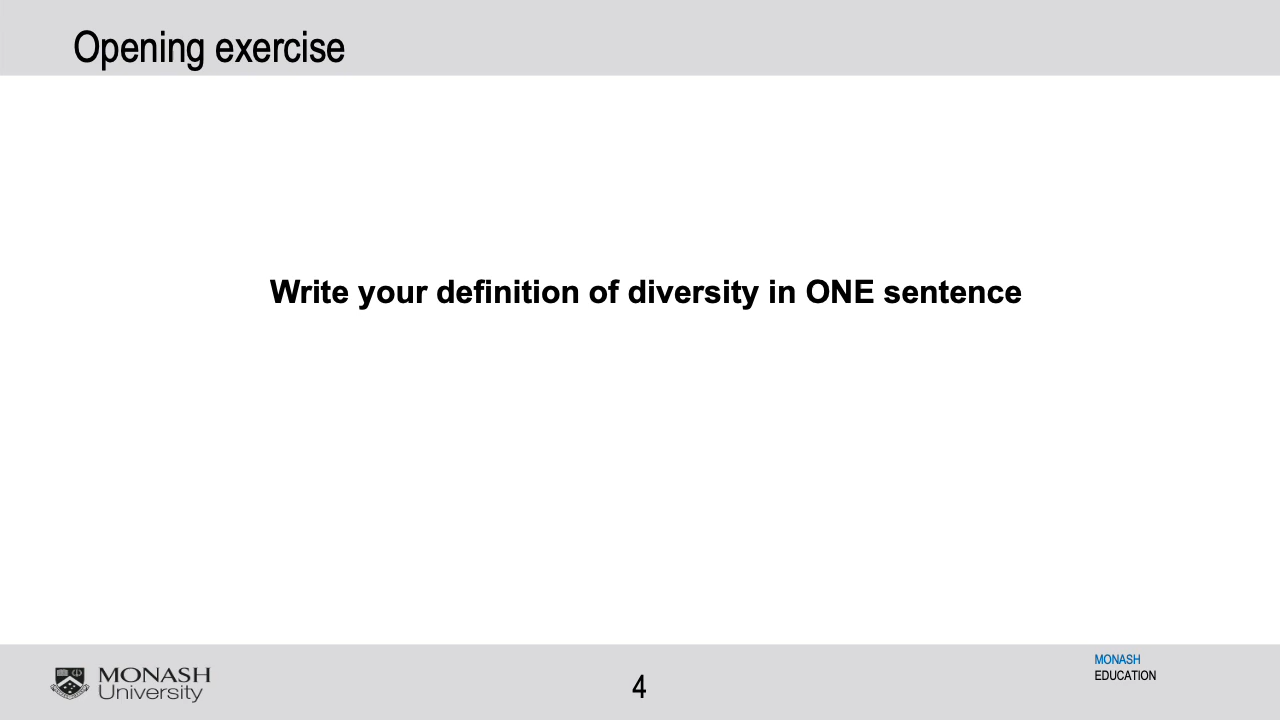 Opening exercise
Write your definition of diversity in ONE sentence
MONASH
University
4
MONASH
EDUCATION